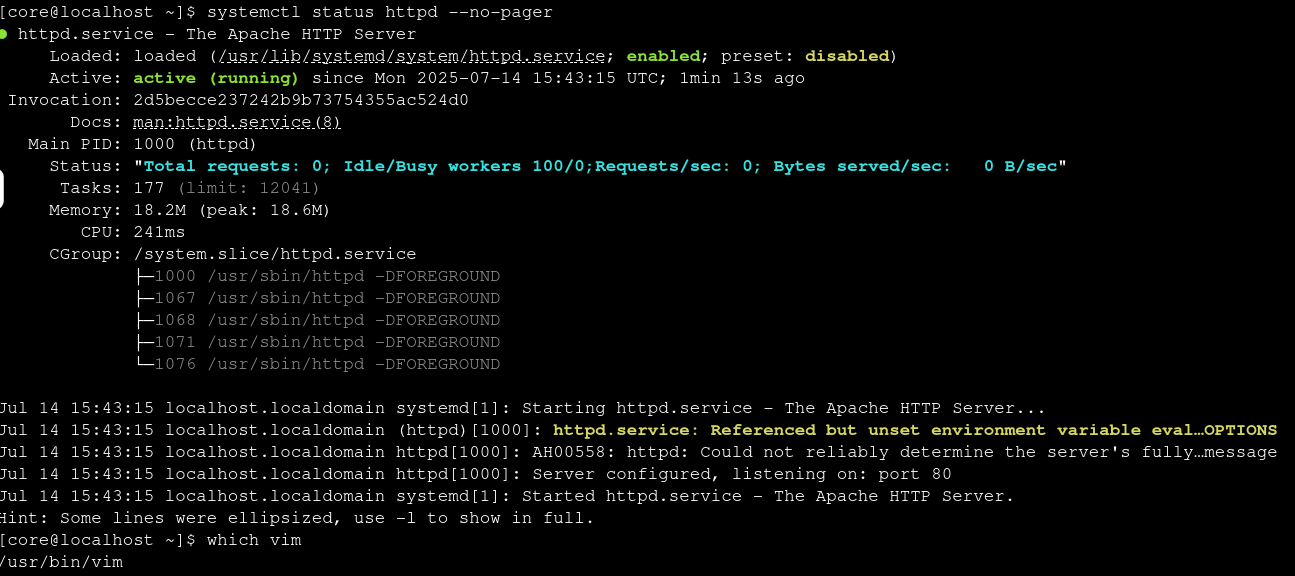 [core@localhost ~]$ systemctl status httpd --no-pager
● httpd.service - The Apache HTTP Server
     Loaded: loaded (/usr/lib/systemd/system/httpd.service; enabled; preset: disabled)
     Active: active (running) since Mon 2025-07-14 15:43:15 UTC; 1min 13s ago
 Invocation: 2d5becce237242b9b73754355ac524d0
       Docs: man:httpd.service(8)
   Main PID: 1000 (httpd)
     Status: "Total requests: 0; Idle/Busy workers 100/0;Requests/sec: 0; Bytes served/sec:   0 B/sec"
      Tasks: 177 (limit: 12041)
     Memory: 18.2M (peak: 18.6M)
        CPU: 241ms
     CGroup: /system.slice/httpd.service
             ├─1000 /usr/sbin/httpd -DFOREGROUND
             ├─1067 /usr/sbin/httpd -DFOREGROUND
             ├─1068 /usr/sbin/httpd -DFOREGROUND
             ├─1071 /usr/sbin/httpd -DFOREGROUND
             └─1076 /usr/sbin/httpd -DFOREGROUND

Jul 14 15:43:15 localhost.localdomain systemd[1]: Starting httpd.service - The Apache HTTP Server...
Jul 14 15:43:15 localhost.localdomain (httpd)[1000]: httpd.service: Referenced but unset environment variable eval…OPTIONS
Jul 14 15:43:15 localhost.localdomain httpd[1000]: AH00558: httpd: Could not reliably determine the server's fully…message
Jul 14 15:43:15 localhost.localdomain httpd[1000]: Server configured, listening on: port 80
Jul 14 15:43:15 localhost.localdomain systemd[1]: Started httpd.service - The Apache HTTP Server.
Hint: Some lines were ellipsized, use -l to show in full.
[core@localhost ~]$ which vim
/usr/bin/vim